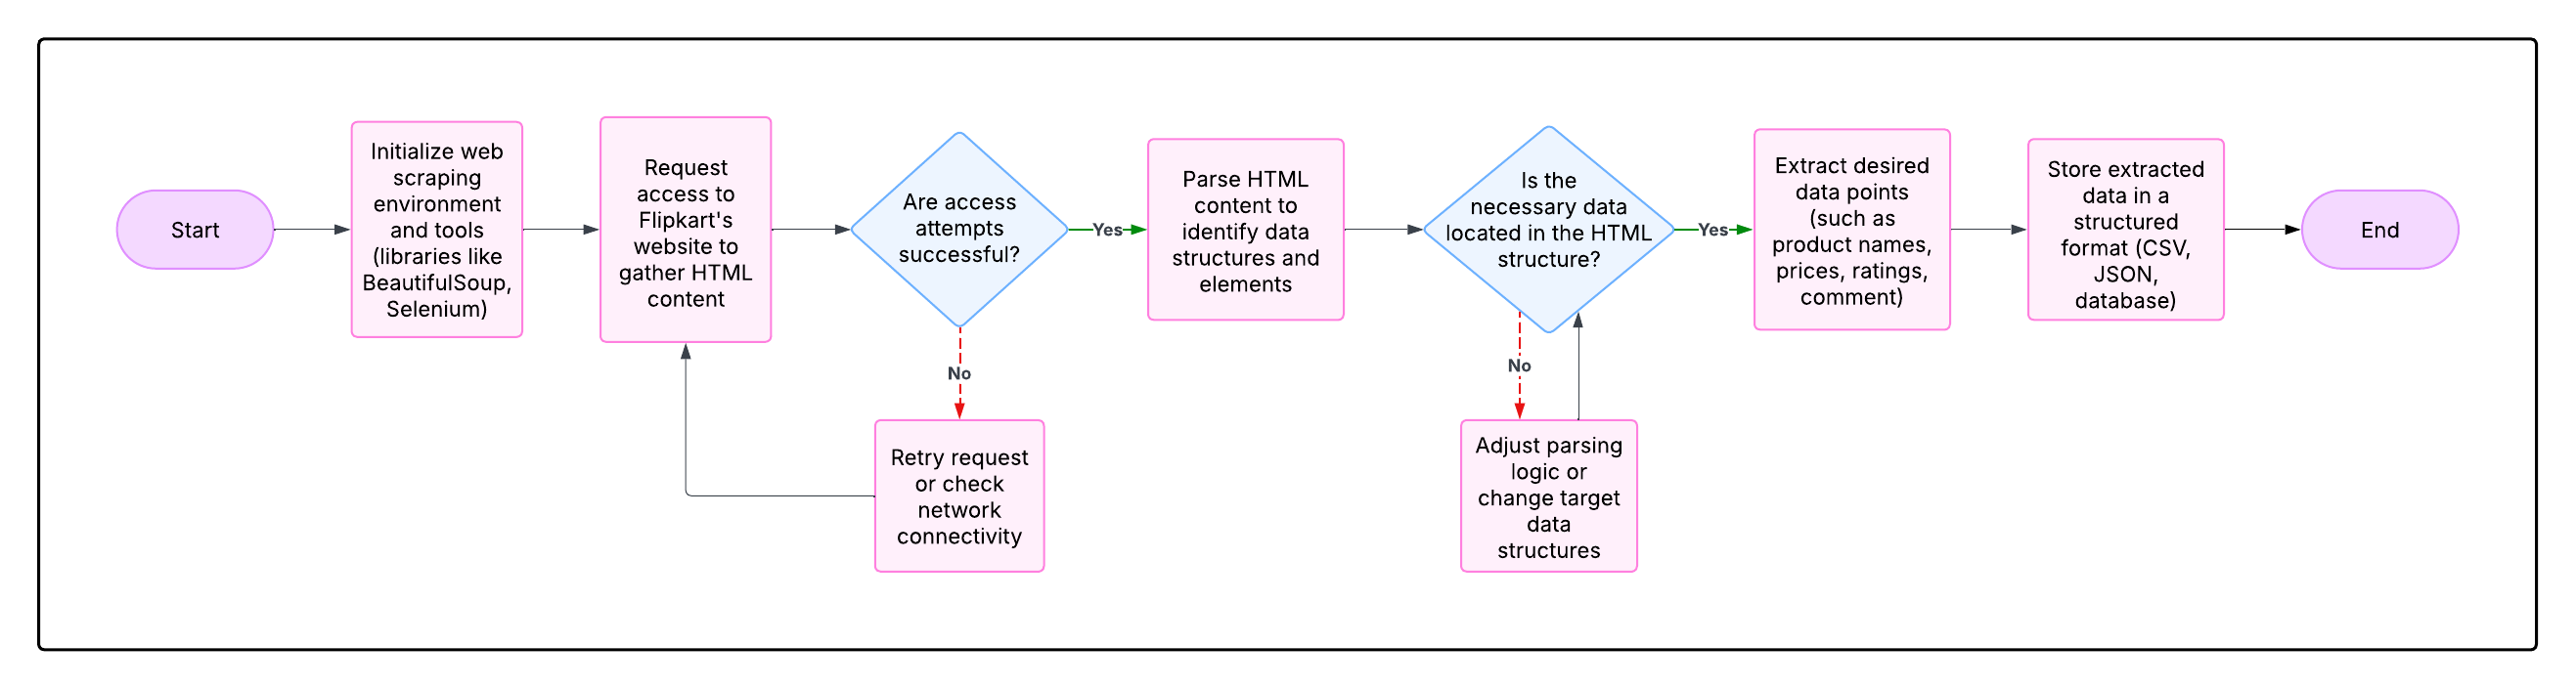 Start
Initialize web
scraping
environment
and tools
(libraries like
BeautifulSoup,
Selenium)
Request
access to
Flipkart's
website to
gather HTML
content
Are access
attempts
successful?
Yes
No
Retry request
or check
network
connectivity
Parse HTML
content to
identify data
structures and
elements
Is the
necessary data
located in the HTML
structure?
Yes
No
Adjust parsing
logic or
change target
data
structures
Extract desired
data points
(such as
product names,
prices, ratings,
comment)
Store extracted
data in a
structured
format (CSV,
JSON,
database)
End